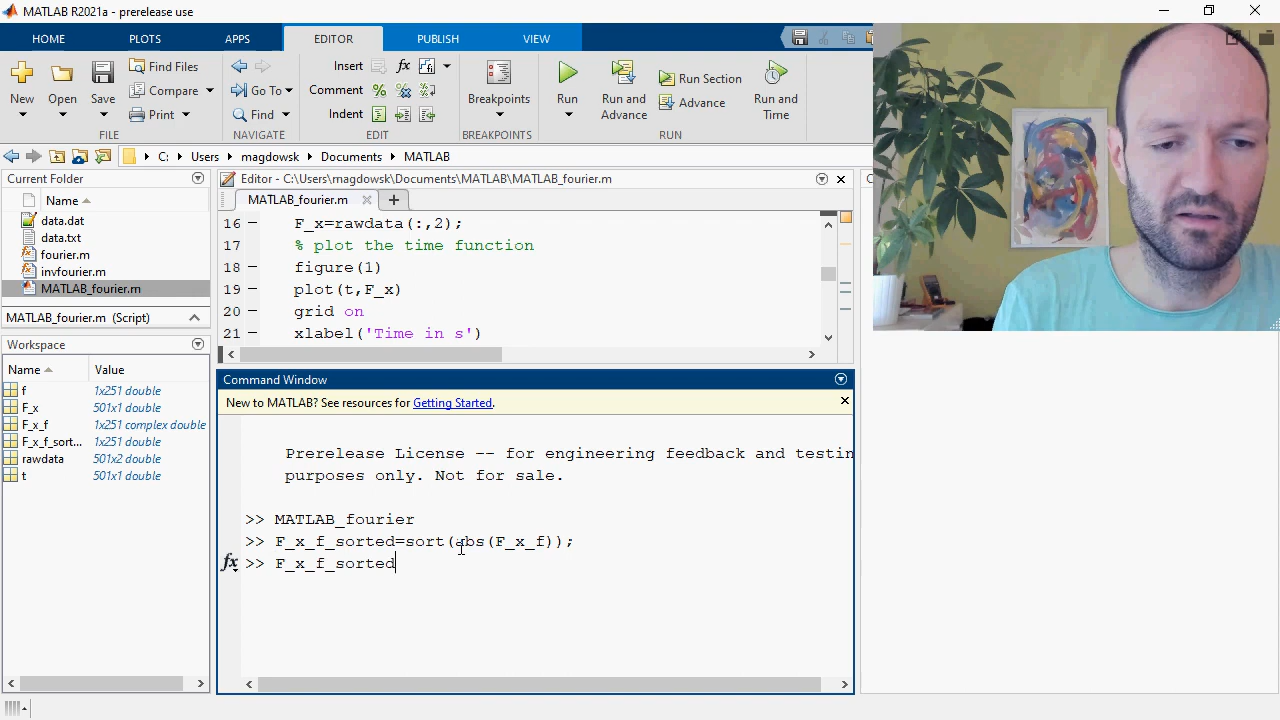 MATLAB R2021a - prerelease use
HOME PLOTS APPS EDITOR PUBLISH VIEW
New Open Save
Find Files
Compare
Print
FILE
Go To
Find
NAVIGATE
Insert
Comment
Indent
EDIT
Breakpoints
BREAKPOINTS
Run
Run and Advance
Run Section
Advance
Run and Time
RUN
C: Users magdowsk Documents MATLAB
Current Folder
Name
data.dat
data.txt
fourier.m
invfourier.m
MATLAB_fourier.m
MATLAB_fourier.m (Script)
Workspace
Name Value
f 1x251 double
F_x 501x1 double
F_x_f 1x251 complex double
F_x_f_sort... 1x251 double
rawdata 501x2 double
t 501x1 double
Editor - C:\Users\magdowsk\Documents\MATLAB\MATLAB_fourier.m
MATLAB_fourier.m
16 F_x=rawdata(:,2);
17 % plot the time function
18 figure(1)
19 plot(t,F_x)
20 grid on
21 xlabel('Time in s')
Command Window
New to MATLAB? See resources for Getting Started.
Prerelease License -- for engineering feedback and testin
purposes only. Not for sale.
>> MATLAB_fourier
>> F_x_f_sorted=sort(abs(F_x_f));
fx >> F_x_f_sorted